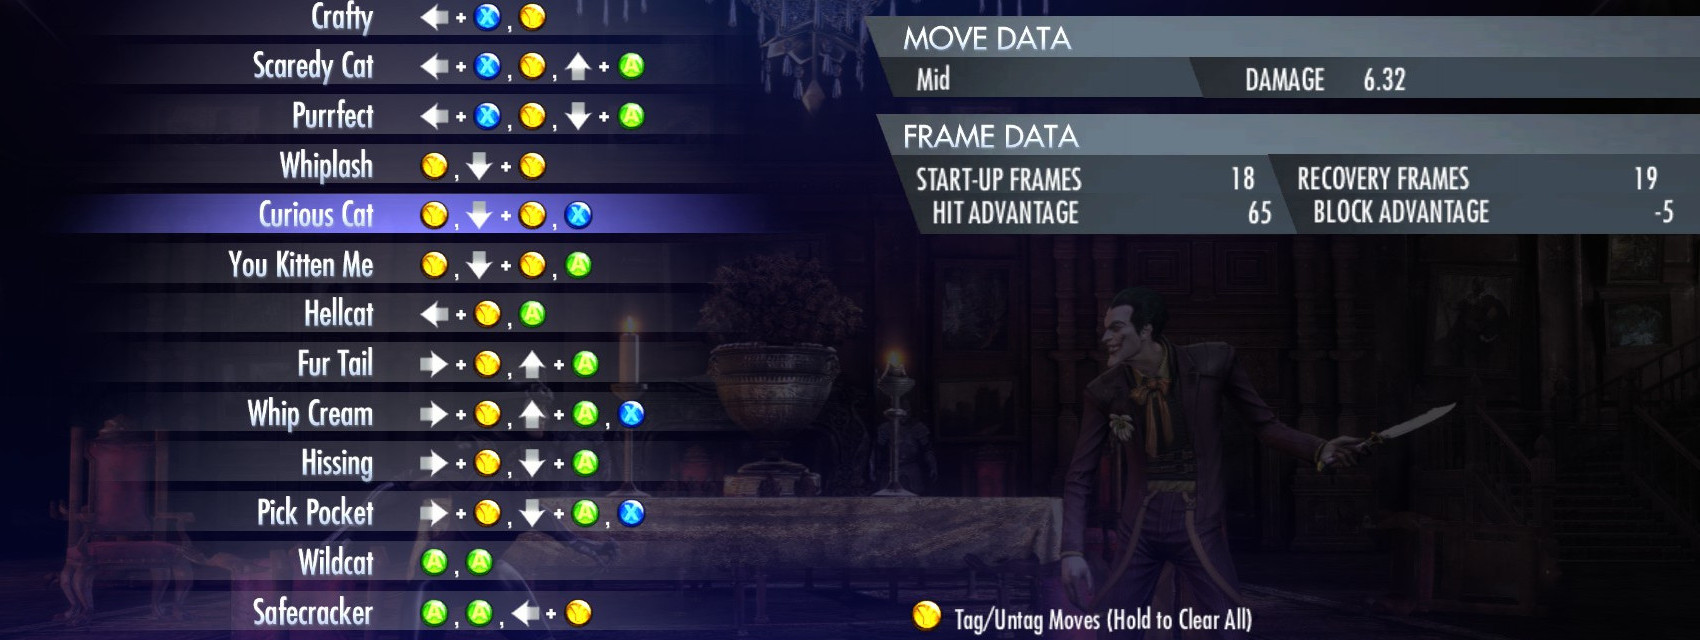 Crafty X, Y
Scaredy Cat + X, Y, + A
Purrfect + X, Y, + A
Whiplash Y, + Y
Curious Cat Y, + Y, X
You Kitten Me Y, + Y, A
Hellcat + Y, A
Fur Tail + Y, + A
Whip Cream + Y, + A, X
Hissing + Y, + A
Pick Pocket + Y, + A, X
Wildcat A, A
Safecracker A, A, + Y
MOVE DATA
Mid DAMAGE 6.32
FRAME DATA
START-UP FRAMES 18 RECOVERY FRAMES 19
HIT ADVANTAGE 65 BLOCK ADVANTAGE -5
Y Tag/Untag Moves (Hold to Clear All)